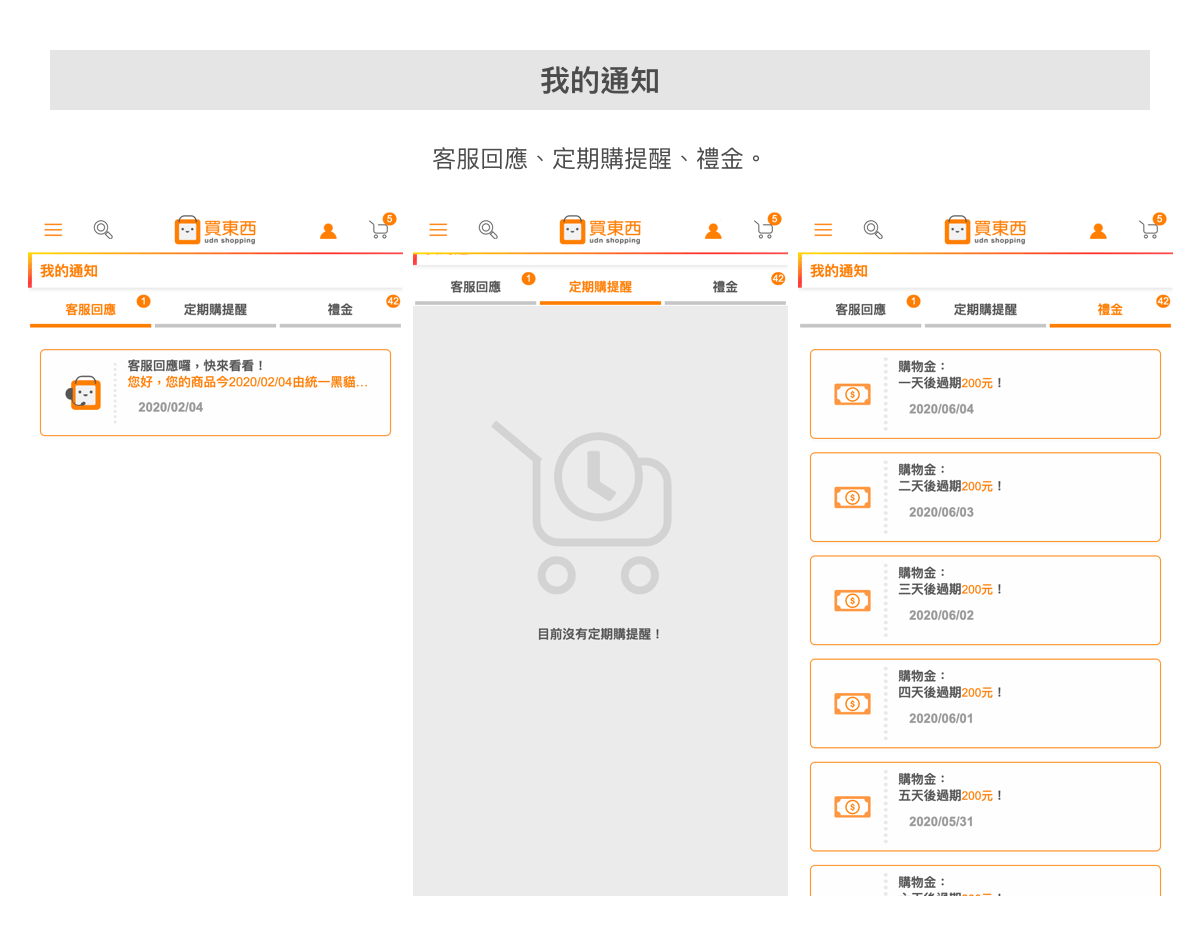 我的通知
客服回應、定期購提醒、禮金。
買東西
udn shopping
5
我的通知
客服回應
1
定期購提醒
禮金
42
客服回應囉，快來看看！
您好，您的商品今2020/02/04由統一黑貓...
2020/02/04
買東西
udn shopping
5
客服回應
1
定期購提醒
禮金
42
目前沒有定期購提醒！
買東西
udn shopping
5
我的通知
客服回應
1
定期購提醒
禮金
42
購物金：
一天後過期200元！
2020/06/04
購物金：
二天後過期200元！
2020/06/03
購物金：
三天後過期200元！
2020/06/02
購物金：
四天後過期200元！
2020/06/01
購物金：
五天後過期200元！
2020/05/31
購物金：